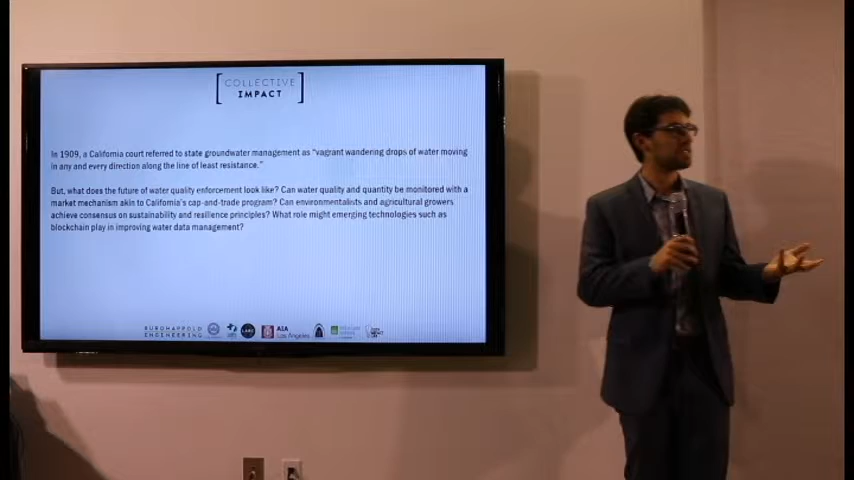 COLLECTIVE
IMPACT
In 1909, a California court referred to state groundwater management as “vagrant wandering drops of water moving
in any and every direction along the line of least resistance.”
But, what does the future of water quality enforcement look like? Can water quality and quantity be monitored with a
market mechanism akin to California's cap-and-trade program? Can environmentalists and agricultural growers
achieve consensus on sustainability and resilience principles? What role might emerging technologies such as
blockchain play in improving water data management?
BUROHAPPOLD
ENGINEERING
AIA
Los Angeles